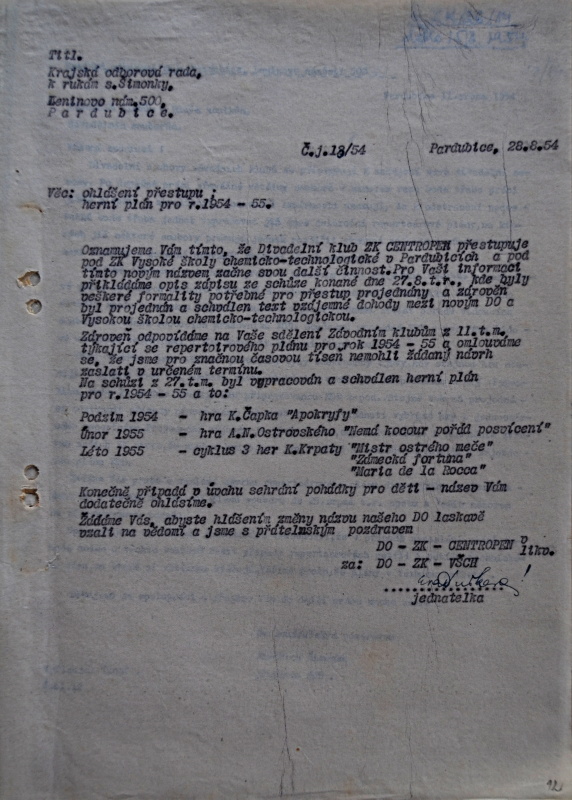 Titl.
Krajská odborová rada,
k rukám s.Šimonky,
Leninovo nám.500,
P a r d u b i c e.
Č.j.18/54 Pardubice, 28.8.54
Věc: ohlášení přestupu ;
herní plán pro r.1954 - 55.
Oznamujeme Vám tímto, že Divadelní klub ZK CENTROPEN přestupuje
pod ZK Vysoké školy chemicko-technologické v Pardubicích a pod
tímto novým názvem začne svou další činnost.Pro Vaši informaci
přikládáme opis zápisu ze schůze konané dne 27.8.t.r., kde byly
veškeré formality potřebné pro přestup projednány a zároveň
byl projednán a schválen text vzájemné dohody mezi novým DO a
Vysokou školou chemicko-technologickou.
Zároveň odpovídáme na Vaše sdělení Závodním klubům z 11.t.m.
týkající se repertoirového plánu pro rok 1954 - 55 a omlouváme
se, že jsme pro značnou časovou tíseň nemohli žádaný návrh
zaslati v určeném termínu.
Na schůzi z 27.t.m. byl vypracován a schválen herní plán
pro r.1954 - 55 a to:
Podzim 1954 - hra K.Čapka "Apokryfy"
Únor 1955 - hra A.N.Ostrovského "Nemá kocour pořád posvícení"
Léto 1955 - cyklus 3 her K.Krpaty "Mistr ostrého meče"
"Zámecká fortuna"
"Maria de la Rocca"
Konečně připadá v úvahu sehrání pohádky pro děti - název Vám
dodatečně ohlásíme.
Žádáme Vás, abyste hlášením změny názvu našeho DO laskavě
vzali na vědomí a jsme s přátelským pozdravem
DO - ZK - CENTROPEN v
likv.
za: DO - ZK - VŠCH
jednatelka